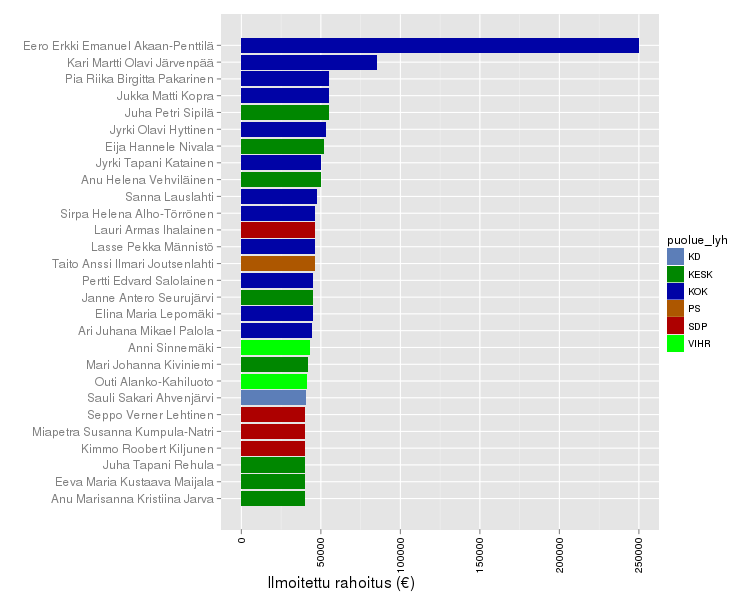 Eero Erkki Emanuel Akaan-Penttilä
Kari Martti Olavi Järvenpää
Pia Riika Birgitta Pakarinen
Jukka Matti Kopra
Juha Petri Sipilä
Jyrki Olavi Hyttinen
Eija Hannele Nivala
Jyrki Tapani Katainen
Anu Helena Vehviläinen
Sanna Lauslahti
Sirpa Helena Alho-Törrönen
Lauri Armas Ihalainen
Lasse Pekka Männistö
Taito Anssi Ilmari Joutsenlahti
Pertti Edvard Salolainen
Janne Antero Seurujärvi
Elina Maria Lepomäki
Ari Juhana Mikael Palola
Anni Sinnemäki
Mari Johanna Kiviniemi
Outi Alanko-Kahiluoto
Sauli Sakari Ahvenjärvi
Seppo Verner Lehtinen
Miapetra Susanna Kumpula-Natri
Kimmo Roobert Kiljunen
Juha Tapani Rehula
Eeva Maria Kustaava Maijala
Anu Marisanna Kristiina Jarva
0
50000
100000
150000
200000
250000
Ilmoitettu rahoitus (€)
puolue_lyh
KD
KESK
KOK
PS
SDP
VIHR